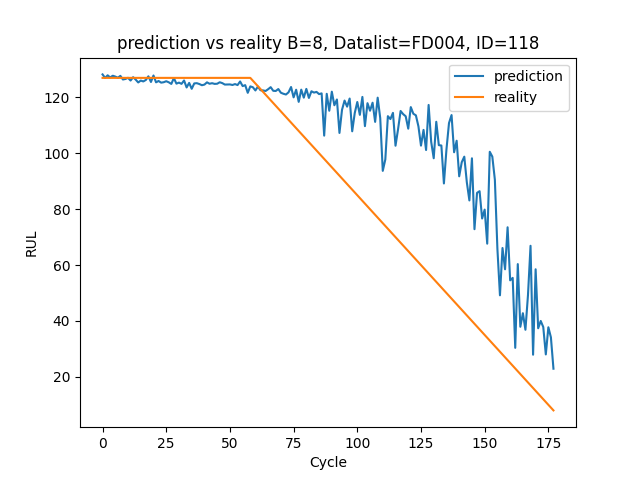 prediction vs reality B=8, Datalist=FD004, ID=118
prediction
reality
RUL
120
100
80
60
40
20
0 25 50 75 100 125 150 175
Cycle